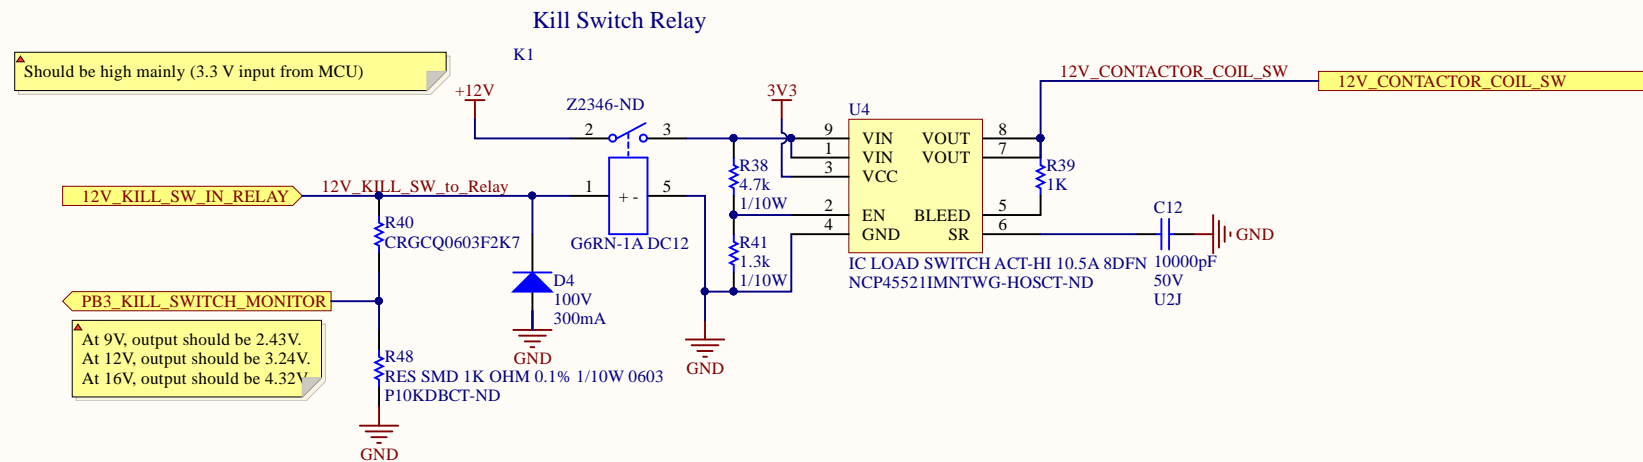 Kill Switch Relay
K1
Should be high mainly (3.3 V input from MCU)
12V_CONTACTOR_COIL_SW
12V_CONTACTOR_COIL_SW
+12V
Z2346-ND
3V3
U4
2
3
9
VIN
VOUT
8
1
VIN
VOUT
7
3
VCC
R38
4.7k
1/10W
R39
1K
12V_KILL_SW_IN_RELAY
12V_KILL_SW_to_Relay
1
+ -
5
2
EN
BLEED
5
4
GND
SR
6
C12
10000pF
50V
U2J
GND
R40
CRGCQ0603F2K7
G6RN-1A DC12
R41
1.3k
1/10W
IC LOAD SWITCH ACT-HI 10.5A 8DFN
NCP45521IMNTWG-HOSCT-ND
D4
100V
300mA
PB3_KILL_SWITCH_MONITOR
At 9V, output should be 2.43V.
At 12V, output should be 3.24V.
At 16V, output should be 4.32V
GND
GND
R48
RES SMD 1K OHM 0.1% 1/10W 0603
P10KDBCT-ND
GND